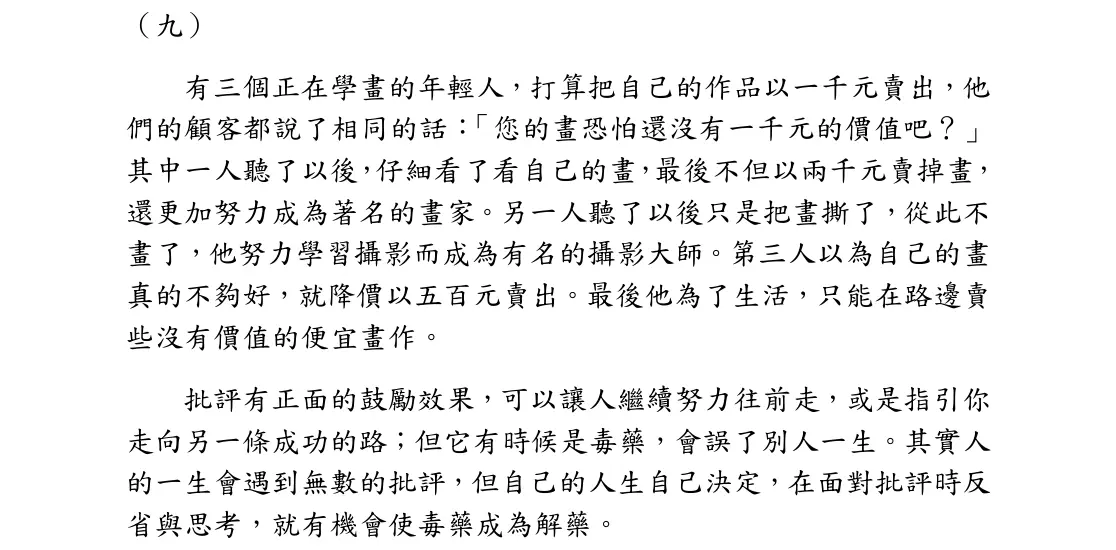 （九）
有三個正在學畫的年輕人，打算把自己的作品以一千元賣出，他
們的顧客都說了相同的話：「您的畫恐怕還沒有一千元的價值吧？」
其中一人聽了以後，仔細看了看自己的畫，最後不但以兩千元賣掉畫，
還更加努力成為著名的畫家。另一人聽了以後只是把畫撕了，從此不
畫了，他努力學習攝影而成為有名的攝影大師。第三人以為自己的畫
真的不夠好，就降價以五百元賣出。最後他為了生活，只能在路邊賣
些沒有價值的便宜畫作。
批評有正面的鼓勵效果，可以讓人繼續努力往前走，或是指引你
走向另一條成功的路；但它有時候是毒藥，會誤了別人一生。其實人
的一生會遇到無數的批評，但自己的人生自己決定，在面對批評時反
省與思考，就有機會使毒藥成為解藥。